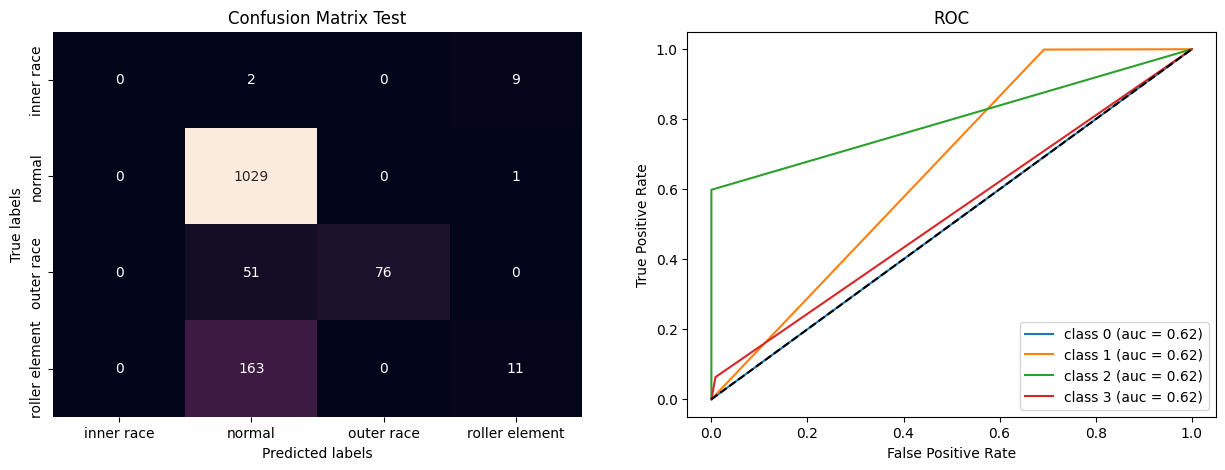 Confusion Matrix Test
True labels
inner race
0 2 0 9
normal
0 1029 0 1
outer race
0 51 76 0
roller element
0 163 0 11
inner race normal outer race roller element
Predicted labels
ROC
True Positive Rate
1.0
0.8
0.6
0.4
0.2
0.0
class 0 (auc = 0.62)
class 1 (auc = 0.62)
class 2 (auc = 0.62)
class 3 (auc = 0.62)
0.0 0.2 0.4 0.6 0.8 1.0
False Positive Rate